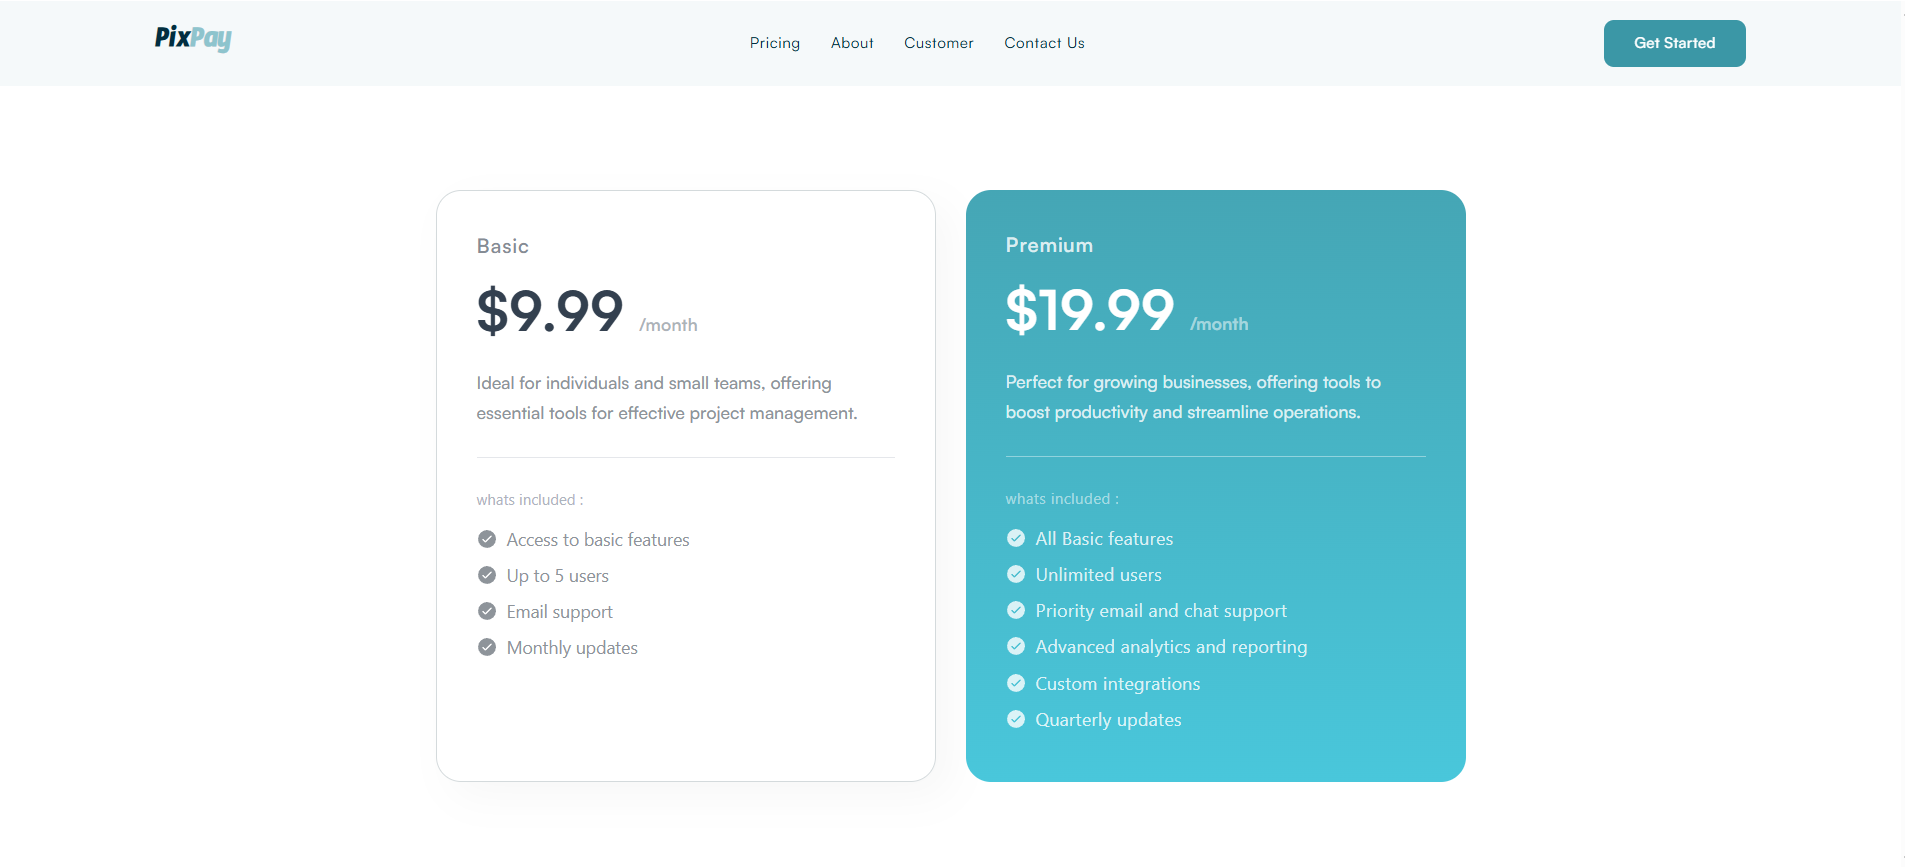 PixPay
Pricing About Customer Contact Us
Get Started
Basic
$9.99 /month
Ideal for individuals and small teams, offering
essential tools for effective project management.
whats included :
Access to basic features
Up to 5 users
Email support
Monthly updates
Premium
$19.99 /month
Perfect for growing businesses, offering tools to
boost productivity and streamline operations.
whats included :
All Basic features
Unlimited users
Priority email and chat support
Advanced analytics and reporting
Custom integrations
Quarterly updates